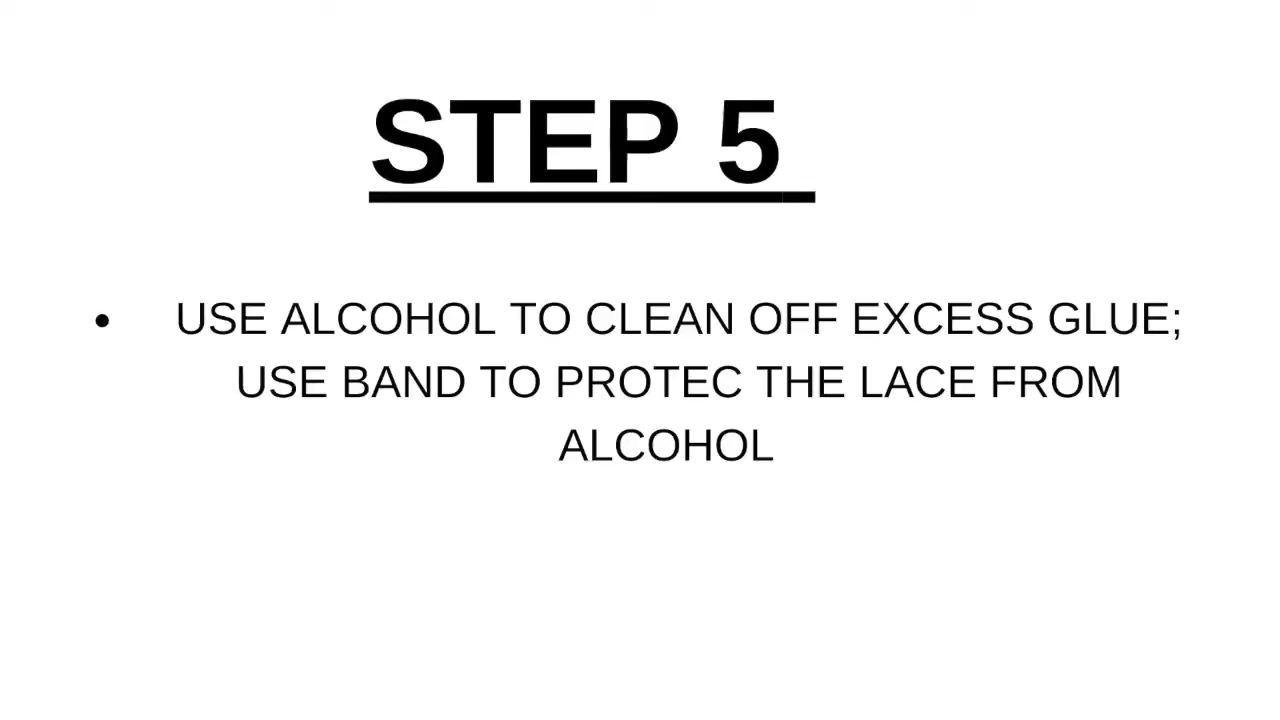 STEP 5
• USE ALCOHOL TO CLEAN OFF EXCESS GLUE;
USE BAND TO PROTEC THE LACE FROM
ALCOHOL